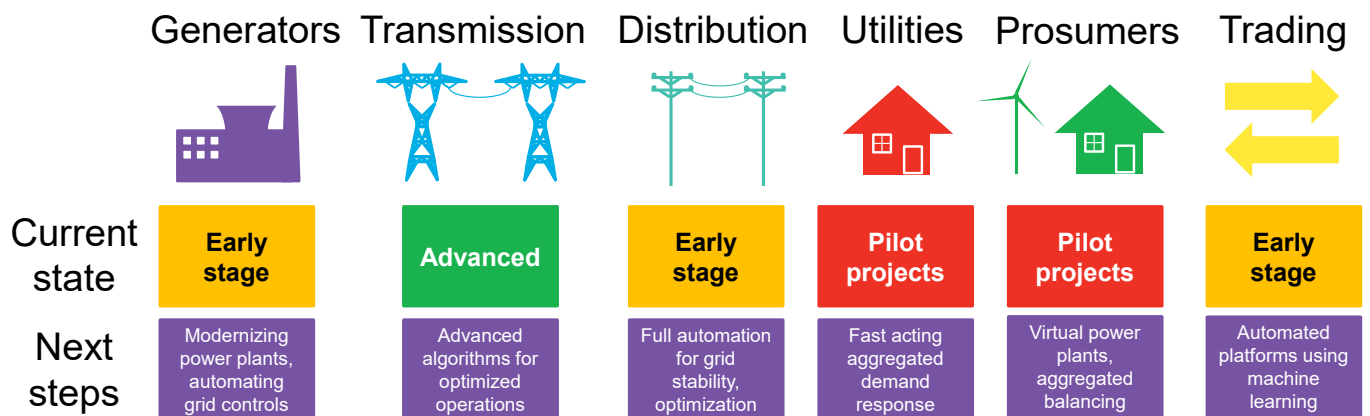 Generators Transmission Distribution Utilities Prosumers Trading
Current
state
Early
stage
Advanced
Early
stage
Pilot
projects
Pilot
projects
Early
stage
Next
steps
Modernizing
power plants,
automating
grid controls
Advanced
algorithms for
optimized
operations
Full automation
for grid
stability,
optimization
Fast acting
aggregated
demand
response
Virtual power
plants,
aggregated
balancing
Automated
platforms using
machine
learning